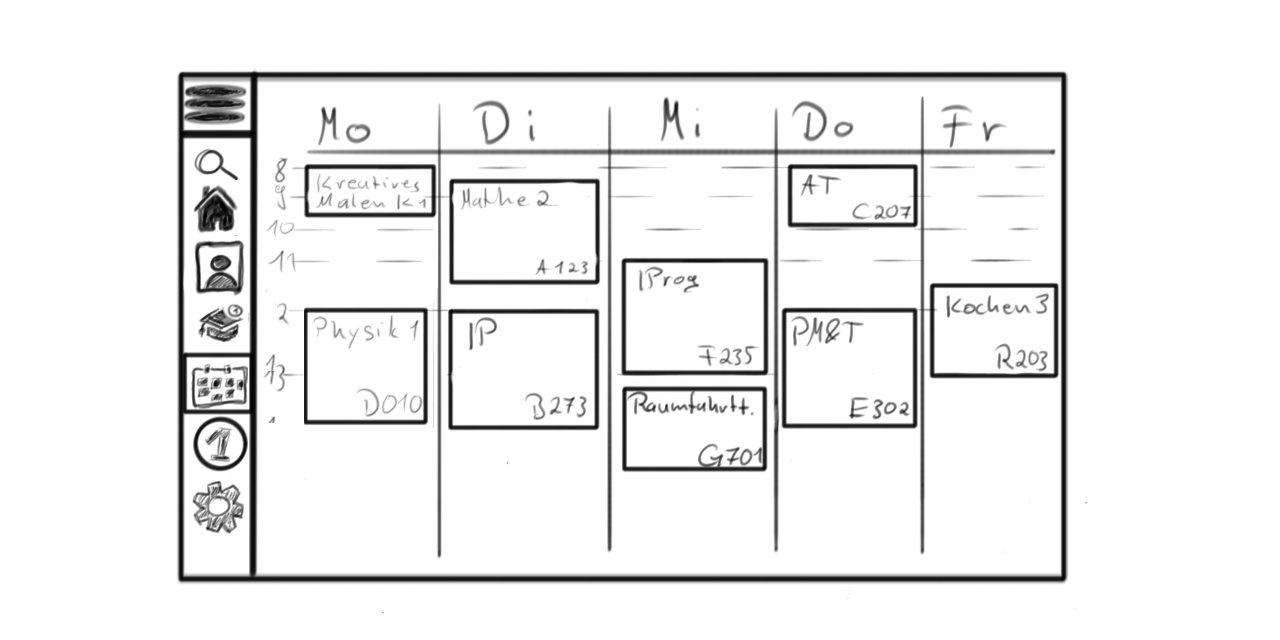 Mo Di Mi Do Fr
8
9
10
11
2
13
Kreatives
Malen K1
Physik 1
D010
Mathe 2
A123
IP
B273
IProg
F235
Raumfahrtt.
G701
AT
C207
PM&T
E302
Kochen 3
R203
1